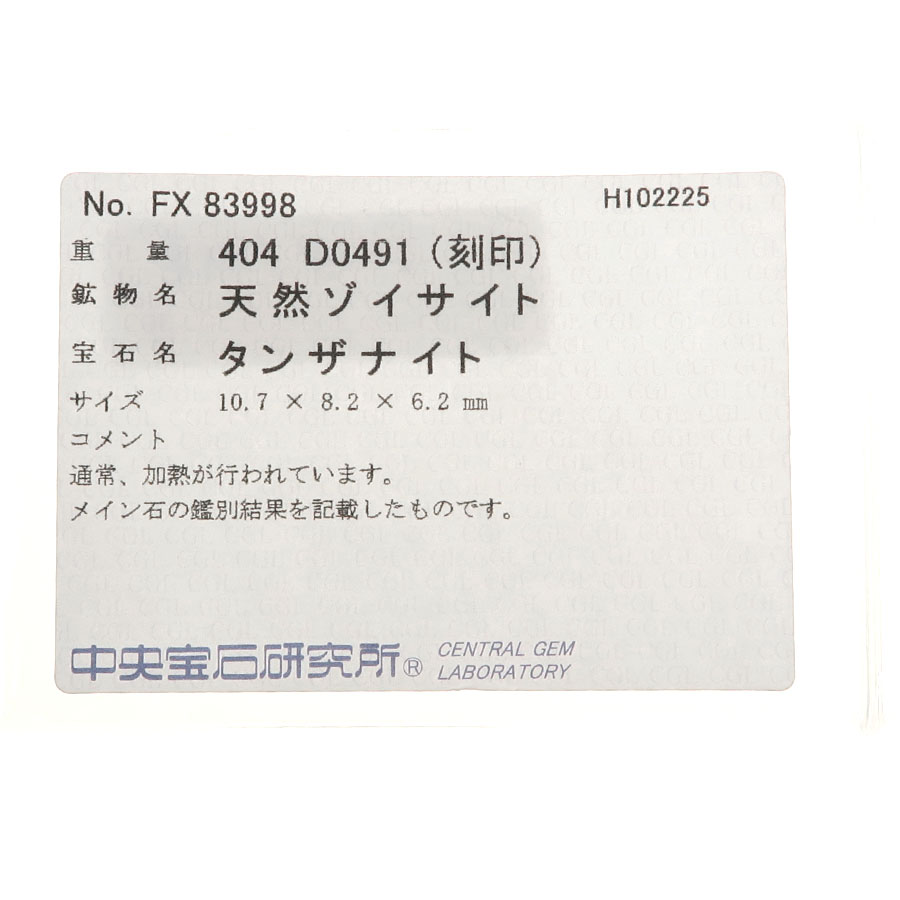 No. FX 83998 H102225
重量 404 D0491（刻印）
鉱物名 天然ゾイサイト
宝石名 タンザナイト
サイズ 10.7 × 8.2 × 6.2 mm
コメント
通常、加熱が行われています。
メイン石の鑑別結果を記載したものです。
中央宝石研究所® CENTRAL GEM
LABORATORY